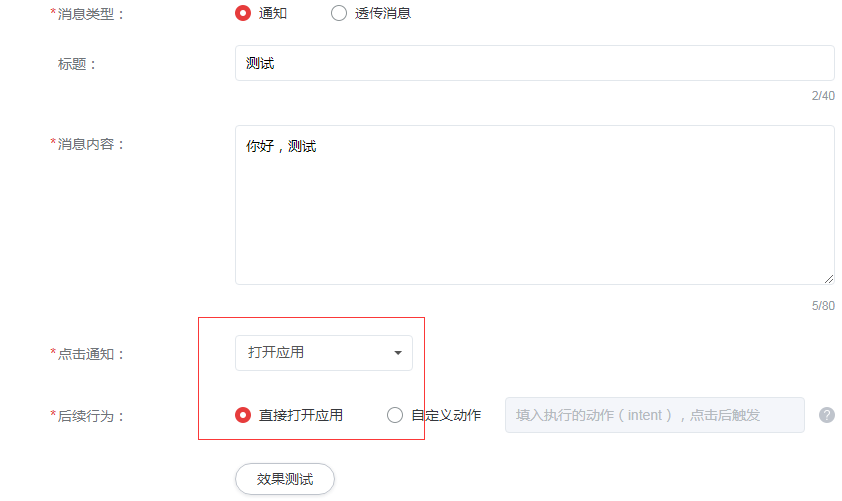 *消息类型： 通知 透传消息
标题： 测试
2/40
*消息内容： 你好，测试
5/80
*点击通知： 打开应用
*后续行为： 直接打开应用 自定义动作 填入执行的动作（intent），点击后触发 ?
效果测试